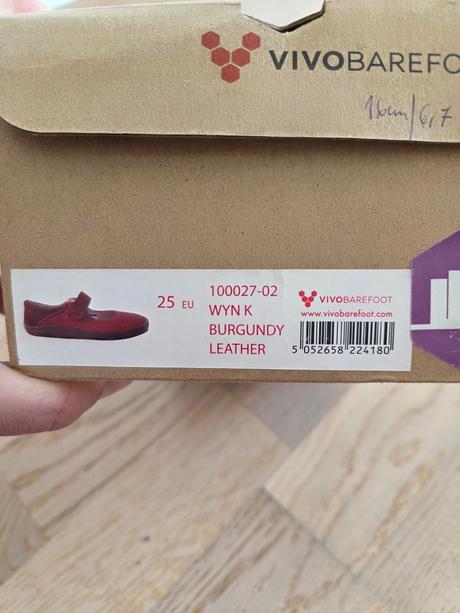 VIVOBAREFO
16cm/6,7
25 EU
100027-02
WYN K
BURGUNDY
LEATHER
VIVOBAREFOOT
www.vivobarefoot.com
5 052658 224180